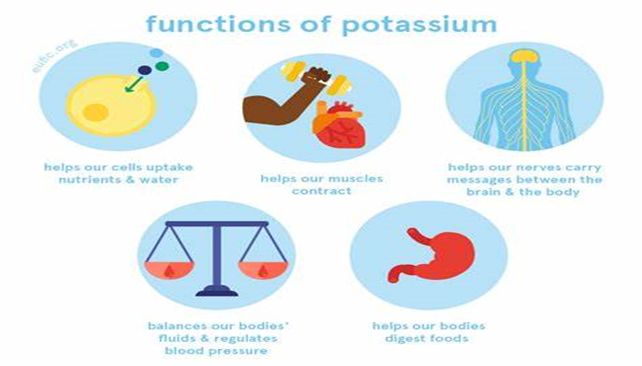 functions of potassium
eufic.org
helps our cells uptake
nutrients & water
helps our muscles
contract
helps our nerves carry
messages between the
brain & the body
balances our bodies'
fluids & regulates
blood pressure
helps our bodies
digest foods